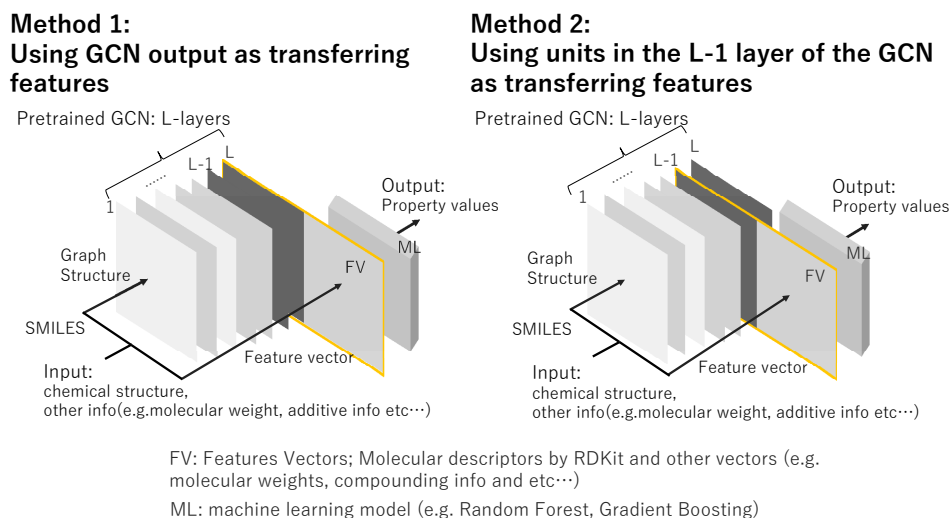 Method 1:
Using GCN output as transferring
features
Pretrained GCN: L-layers
L
L-1
......
1
Output:
Property values
ML
FV
Graph
Structure
SMILES
Feature vector
Input:
chemical structure,
other info(e.g.molecular weight, additive info etc…)
Method 2:
Using units in the L-1 layer of the GCN
as transferring features
Pretrained GCN: L-layers
L
L-1
......
1
Output:
Property values
ML
FV
Graph
Structure
SMILES
Feature vector
Input:
chemical structure,
other info(e.g.molecular weight, additive info etc…)
FV: Features Vectors; Molecular descriptors by RDKit and other vectors (e.g.
molecular weights, compounding info and etc…)
ML: machine learning model (e.g. Random Forest, Gradient Boosting)